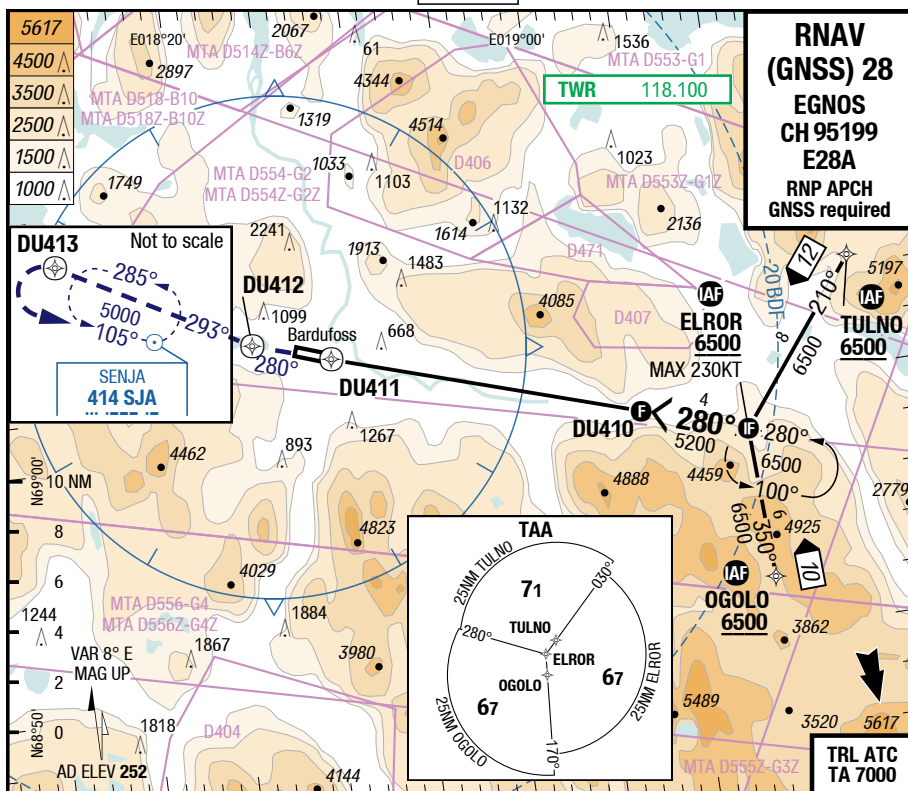 5617
4500
3500
2500
1500
1000
E018°20'
2067
61
E019°00'
1536
MTA D514Z-B6Z
MTA D553-G1
2897
4344
TWR 118.100
MTA D518-B10
MTA D518Z-B10Z
1319
4514
1033
1103
D406
1023
MTA D554-G2
MTA D554Z-G2Z
MTA D553Z-G1Z
1749
1132
1614
2136
RNAV
(GNSS) 28
EGNOS
CH 95199
E28A
RNP APCH
GNSS required
DU413
Not to scale
285°
5000
105°
293°
SENJA
414 SJA
2241
1913
1483
D471
DU412
1099
Bardufoss
668
280°
DU411
4085
D407
IAF
ELROR
6500
MAX 230KT
20 BDF
12
210°
8
6500
5197
IAF
TULNO
6500
F
DU410
4
280°
5200
IF
280°
6500
100°
4459
6
6500
350°
4925
10
2779
IAF
OGOLO
6500
4462
893
1267
4888
N69°00'
10 NM
8
6
4
2
0
N68°50'
4823
4029
1244
MTA D556-G4
MTA D556Z-G4Z
1884
1867
3980
VAR 8° E
MAG UP
1818
D404
AD ELEV 252
4144
TAA
25NM TULNO
71
030°
TULNO
280°
ELROR
OGOLO
67
67
25NM ELROR
25NM OGOLO
170°
3862
5489
3520
5617
MTA D555Z-G3Z
TRL ATC
TA 7000